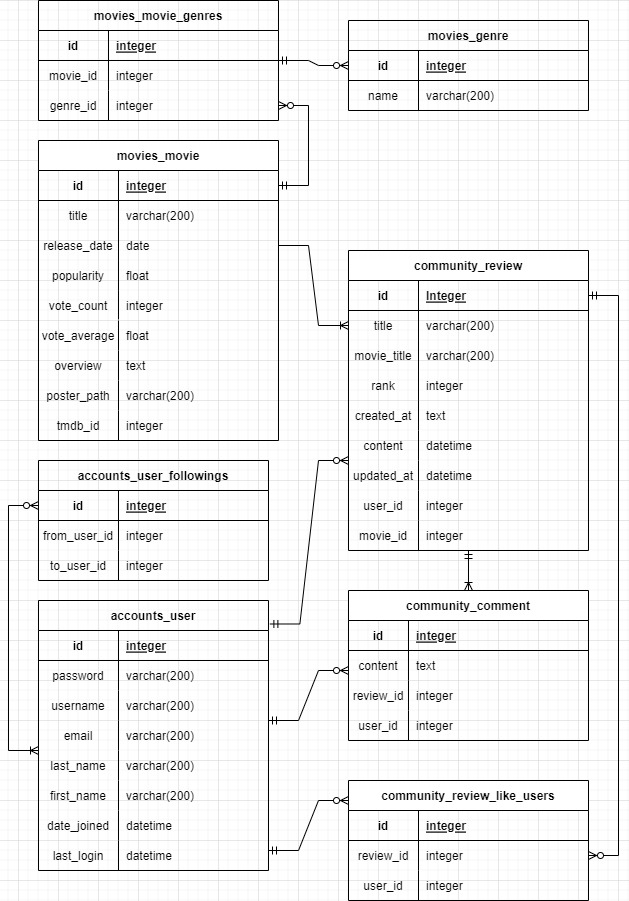 movies_movie_genres
id integer
movie_id integer
genre_id integer
movies_genre
id integer
name varchar(200)
movies_movie
id integer
title varchar(200)
release_date date
popularity float
vote_count integer
vote_average float
overview text
poster_path varchar(200)
tmdb_id integer
community_review
id Integer
title varchar(200)
movie_title varchar(200)
rank integer
created_at text
content datetime
updated_at datetime
user_id integer
movie_id integer
accounts_user_followings
id integer
from_user_id integer
to_user_id integer
accounts_user
id integer
password varchar(200)
username varchar(200)
email varchar(200)
last_name varchar(200)
first_name varchar(200)
date_joined datetime
last_login datetime
community_comment
id integer
content text
review_id integer
user_id integer
community_review_like_users
id integer
review_id integer
user_id integer